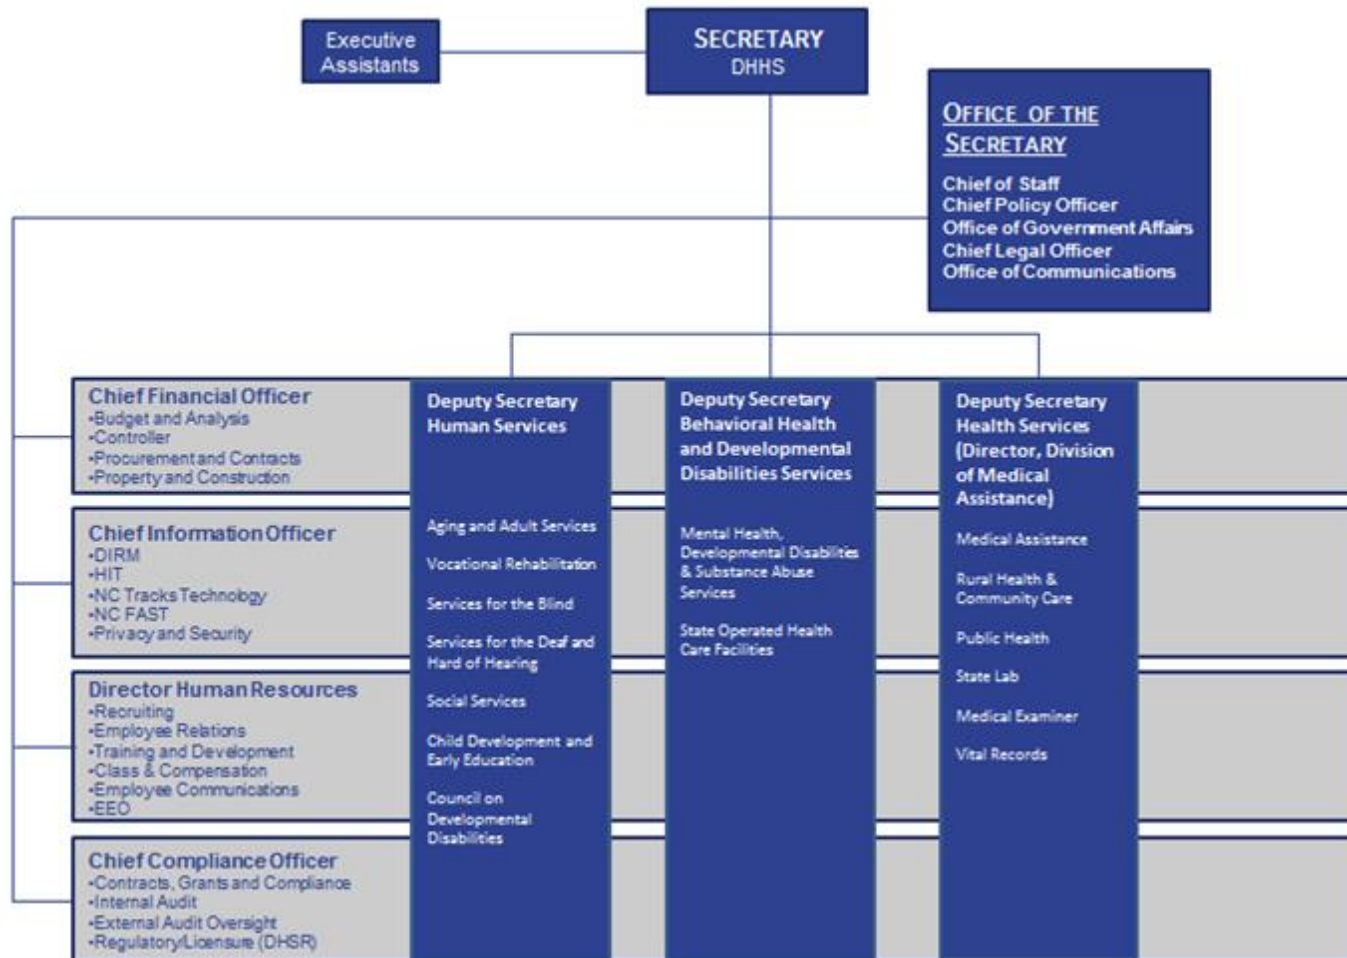 Executive
Assistants
SECRETARY
DHHS
OFFICE OF THE
SECRETARY
Chief of Staff
Chief Policy Officer
Office of Government Affairs
Chief Legal Officer
Office of Communications
Chief Financial Officer
•Budget and Analysis
•Controller
•Procurement and Contracts
•Property and Construction
Chief Information Officer
•DIRM
•HIT
•NC Tracks Technology
•NC FAST
•Privacy and Security
Director Human Resources
•Recruiting
•Employee Relations
•Training and Development
•Class & Compensation
•Employee Communications
•EEO
Chief Compliance Officer
•Contracts, Grants and Compliance
•Internal Audit
•External Audit Oversight
•Regulatory/Licensure (DHSR)
Deputy Secretary
Human Services
Aging and Adult Services
Vocational Rehabilitation
Services for the Blind
Services for the Deaf and
Hard of Hearing
Social Services
Child Development and
Early Education
Council on
Developmental
Disabilities
Deputy Secretary
Behavioral Health
and Developmental
Disabilities Services
Mental Health,
Developmental Disabilities
& Substance Abuse
Services
State Operated Health
Care Facilities
Deputy Secretary
Health Services
(Director, Division
of Medical
Assistance)
Medical Assistance
Rural Health &
Community Care
Public Health
State Lab
Medical Examiner
Vital Records